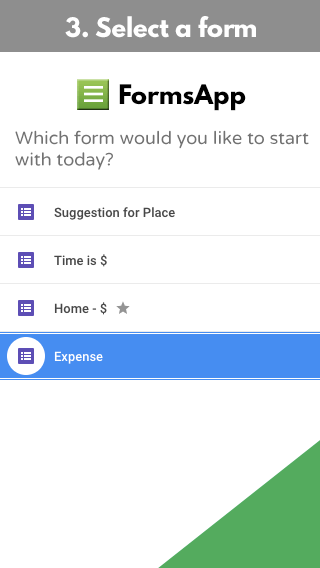 3. Select a form
FormsApp
Which form would you like to start
with today?
Suggestion for Place
Time is $
Home - $
Expense